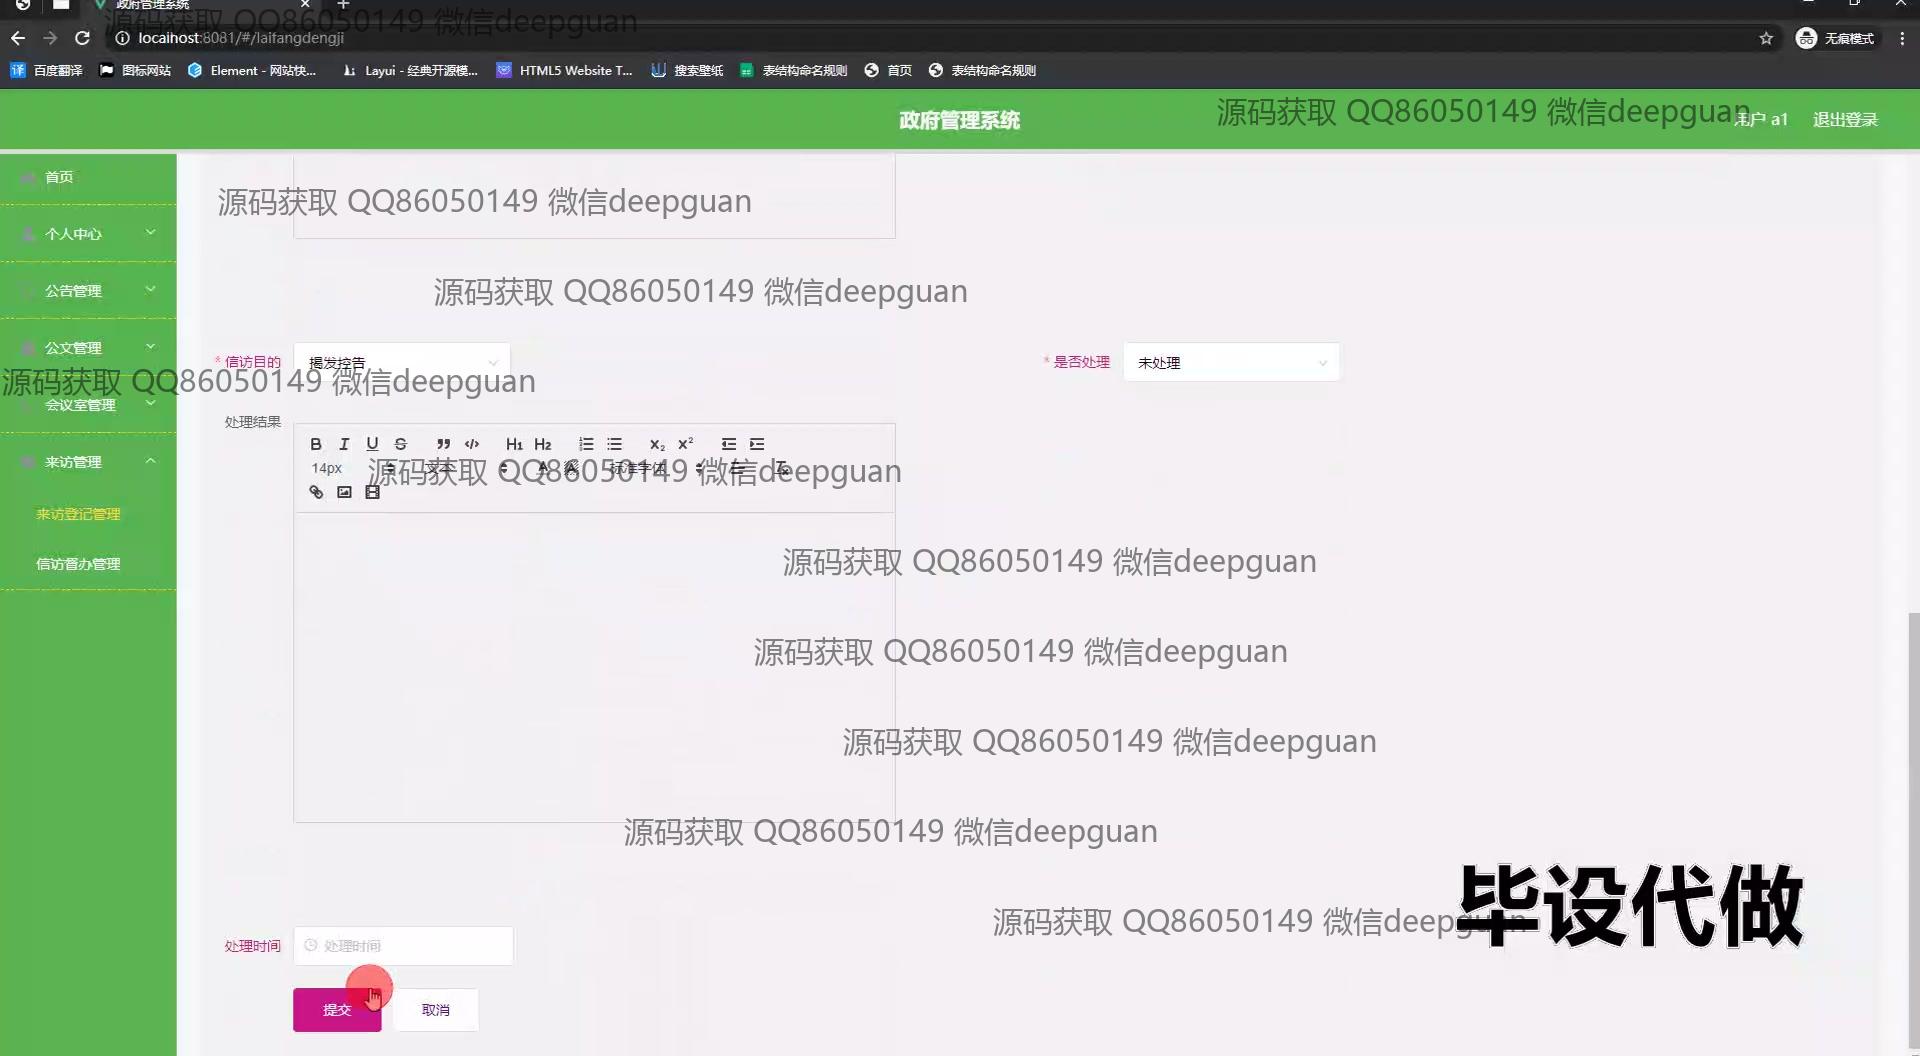 政府管理系统
源码获取 QQ86050149 微信deepguan
localhost:8081/#/laifangdengji
无痕模式
百度翻译 图标网站 Element - 网站快... Layui - 经典开源模... HTML5 Website T... 搜索壁纸 表结构命名规则 首页 表结构命名规则
政府管理系统
源码获取 QQ86050149 微信deepguan
用户 a1 退出登录
首页
源码获取 QQ86050149 微信deepguan
个人中心
公告管理
源码获取 QQ86050149 微信deepguan
公文管理
* 信访目的 揭发控告
* 是否处理 未处理
源码获取 QQ86050149 微信deepguan
会议室管理
处理结果
B I U S ” </> H1 H2 x₂ x²
来访管理
14px 文本 标准字体
源码获取 QQ86050149 微信deepguan
来访登记管理
信访督办管理
源码获取 QQ86050149 微信deepguan
源码获取 QQ86050149 微信deepguan
源码获取 QQ86050149 微信deepguan
源码获取 QQ86050149 微信deepguan
源码获取 QQ86050149 微信deepguan
毕设代做
处理时间 处理时间
提交 取消